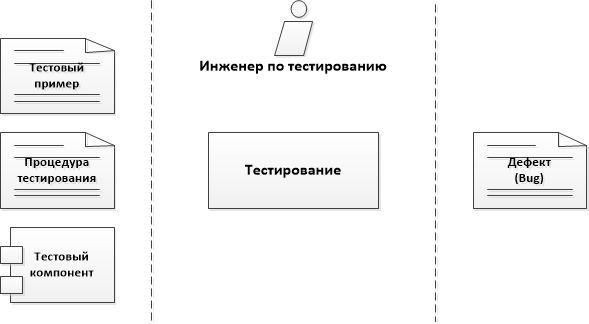 Тестовый
пример
Процедура
тестирования
Тестовый
компонент
Инженер по тестированию
Тестирование
Дефект
(Bug)